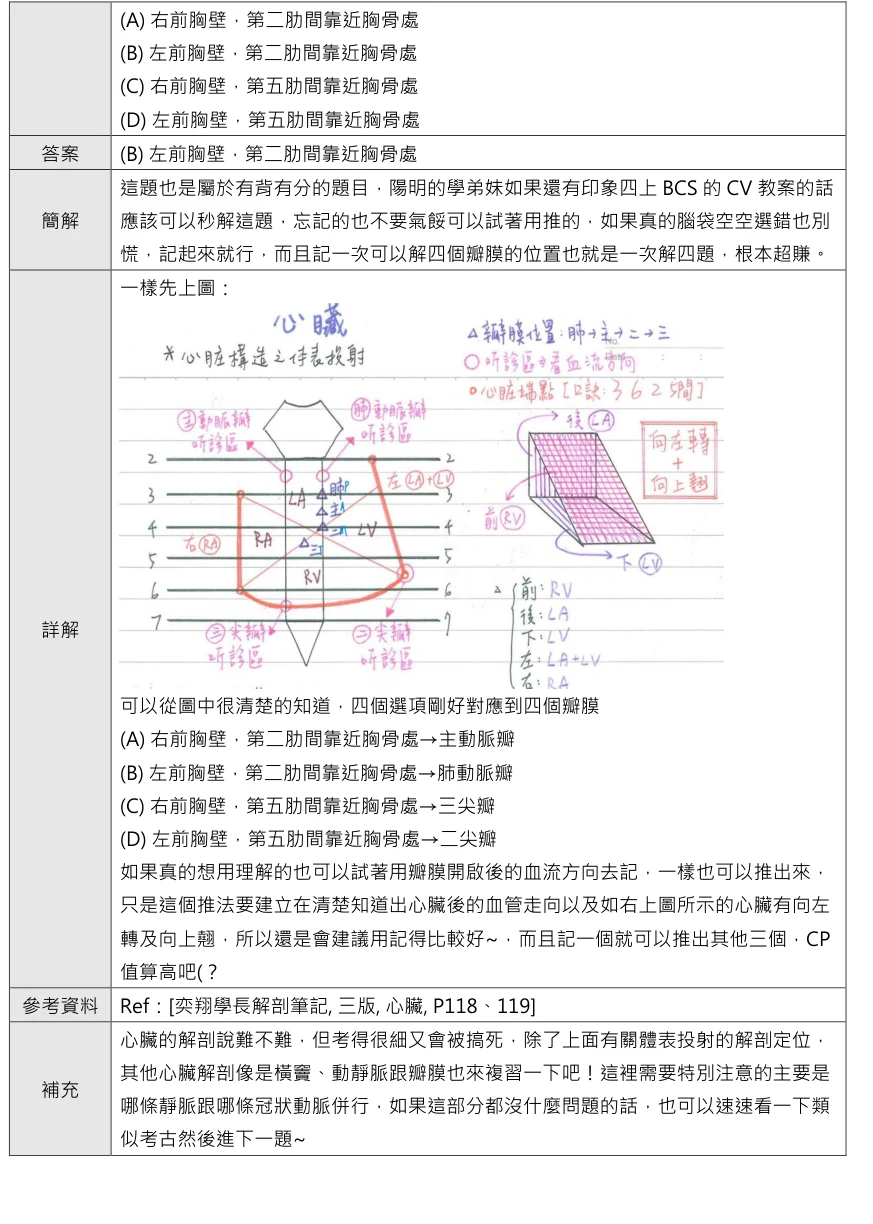 (A) 右前胸壁，第二肋間靠近胸骨處
(B) 左前胸壁，第二肋間靠近胸骨處
(C) 右前胸壁，第五肋間靠近胸骨處
(D) 左前胸壁，第五肋間靠近胸骨處
答案
(B) 左前胸壁，第二肋間靠近胸骨處
簡解
這題也是屬於有背有分的題目，陽明的學弟妹如果還有印象四上 BCS 的 CV 教案的話
應該可以秒解這題，忘記的也不要氣餒可以試著用推的，如果真的腦袋空空選錯也別
慌，記起來就行，而且記一次可以解四個瓣膜的位置也就是一次解四題，根本超賺。
詳解
一樣先上圖：
心臟
*心臟構造之体表投射
△瓣膜位置:肺→主→二→三
○听診區→看血流方向
心脏端點[口訣:3 6 2 5間]
主動脈瓣
听診區
肺動脈瓣
听診區
2
3
4
5
6
7
2
3
4
5
6
7
LA
RA
LV
RV
肺P
主A
二M
三T
左 LA+LV
右 RA
三尖瓣
听診區
二尖瓣
听診區
後 LA
前 RV
下 LV
向左轉
+
向上翹
△ 前: RV
後: LA
下: LV
左: LA+LV
右: RA
可以從圖中很清楚的知道，四個選項剛好對應到四個瓣膜
(A) 右前胸壁，第二肋間靠近胸骨處→主動脈瓣
(B) 左前胸壁，第二肋間靠近胸骨處→肺動脈瓣
(C) 右前胸壁，第五肋間靠近胸骨處→三尖瓣
(D) 左前胸壁，第五肋間靠近胸骨處→二尖瓣
如果真的想用理解的也可以試著用瓣膜開啟後的血流方向去記，一樣也可以推出來，
只是這個推法要建立在清楚知道出心臟後的血管走向以及如右上圖所示的心臟有向左
轉及向上翹，所以還是會建議用記得比較好~，而且記一個就可以推出其他三個，CP
值算高吧(？
參考資料
Ref：[奕翔學長解剖筆記, 三版, 心臟, P118、119]
補充
心臟的解剖說難不難，但考得很細又會被搞死，除了上面有關體表投射的解剖定位，
其他心臟解剖像是橫竇、動靜脈跟瓣膜也來複習一下吧！這裡需要特別注意的主要是
哪條靜脈跟哪條冠狀動脈併行，如果這部分都沒什麼問題的話，也可以速速看一下類
似考古然後進下一題~